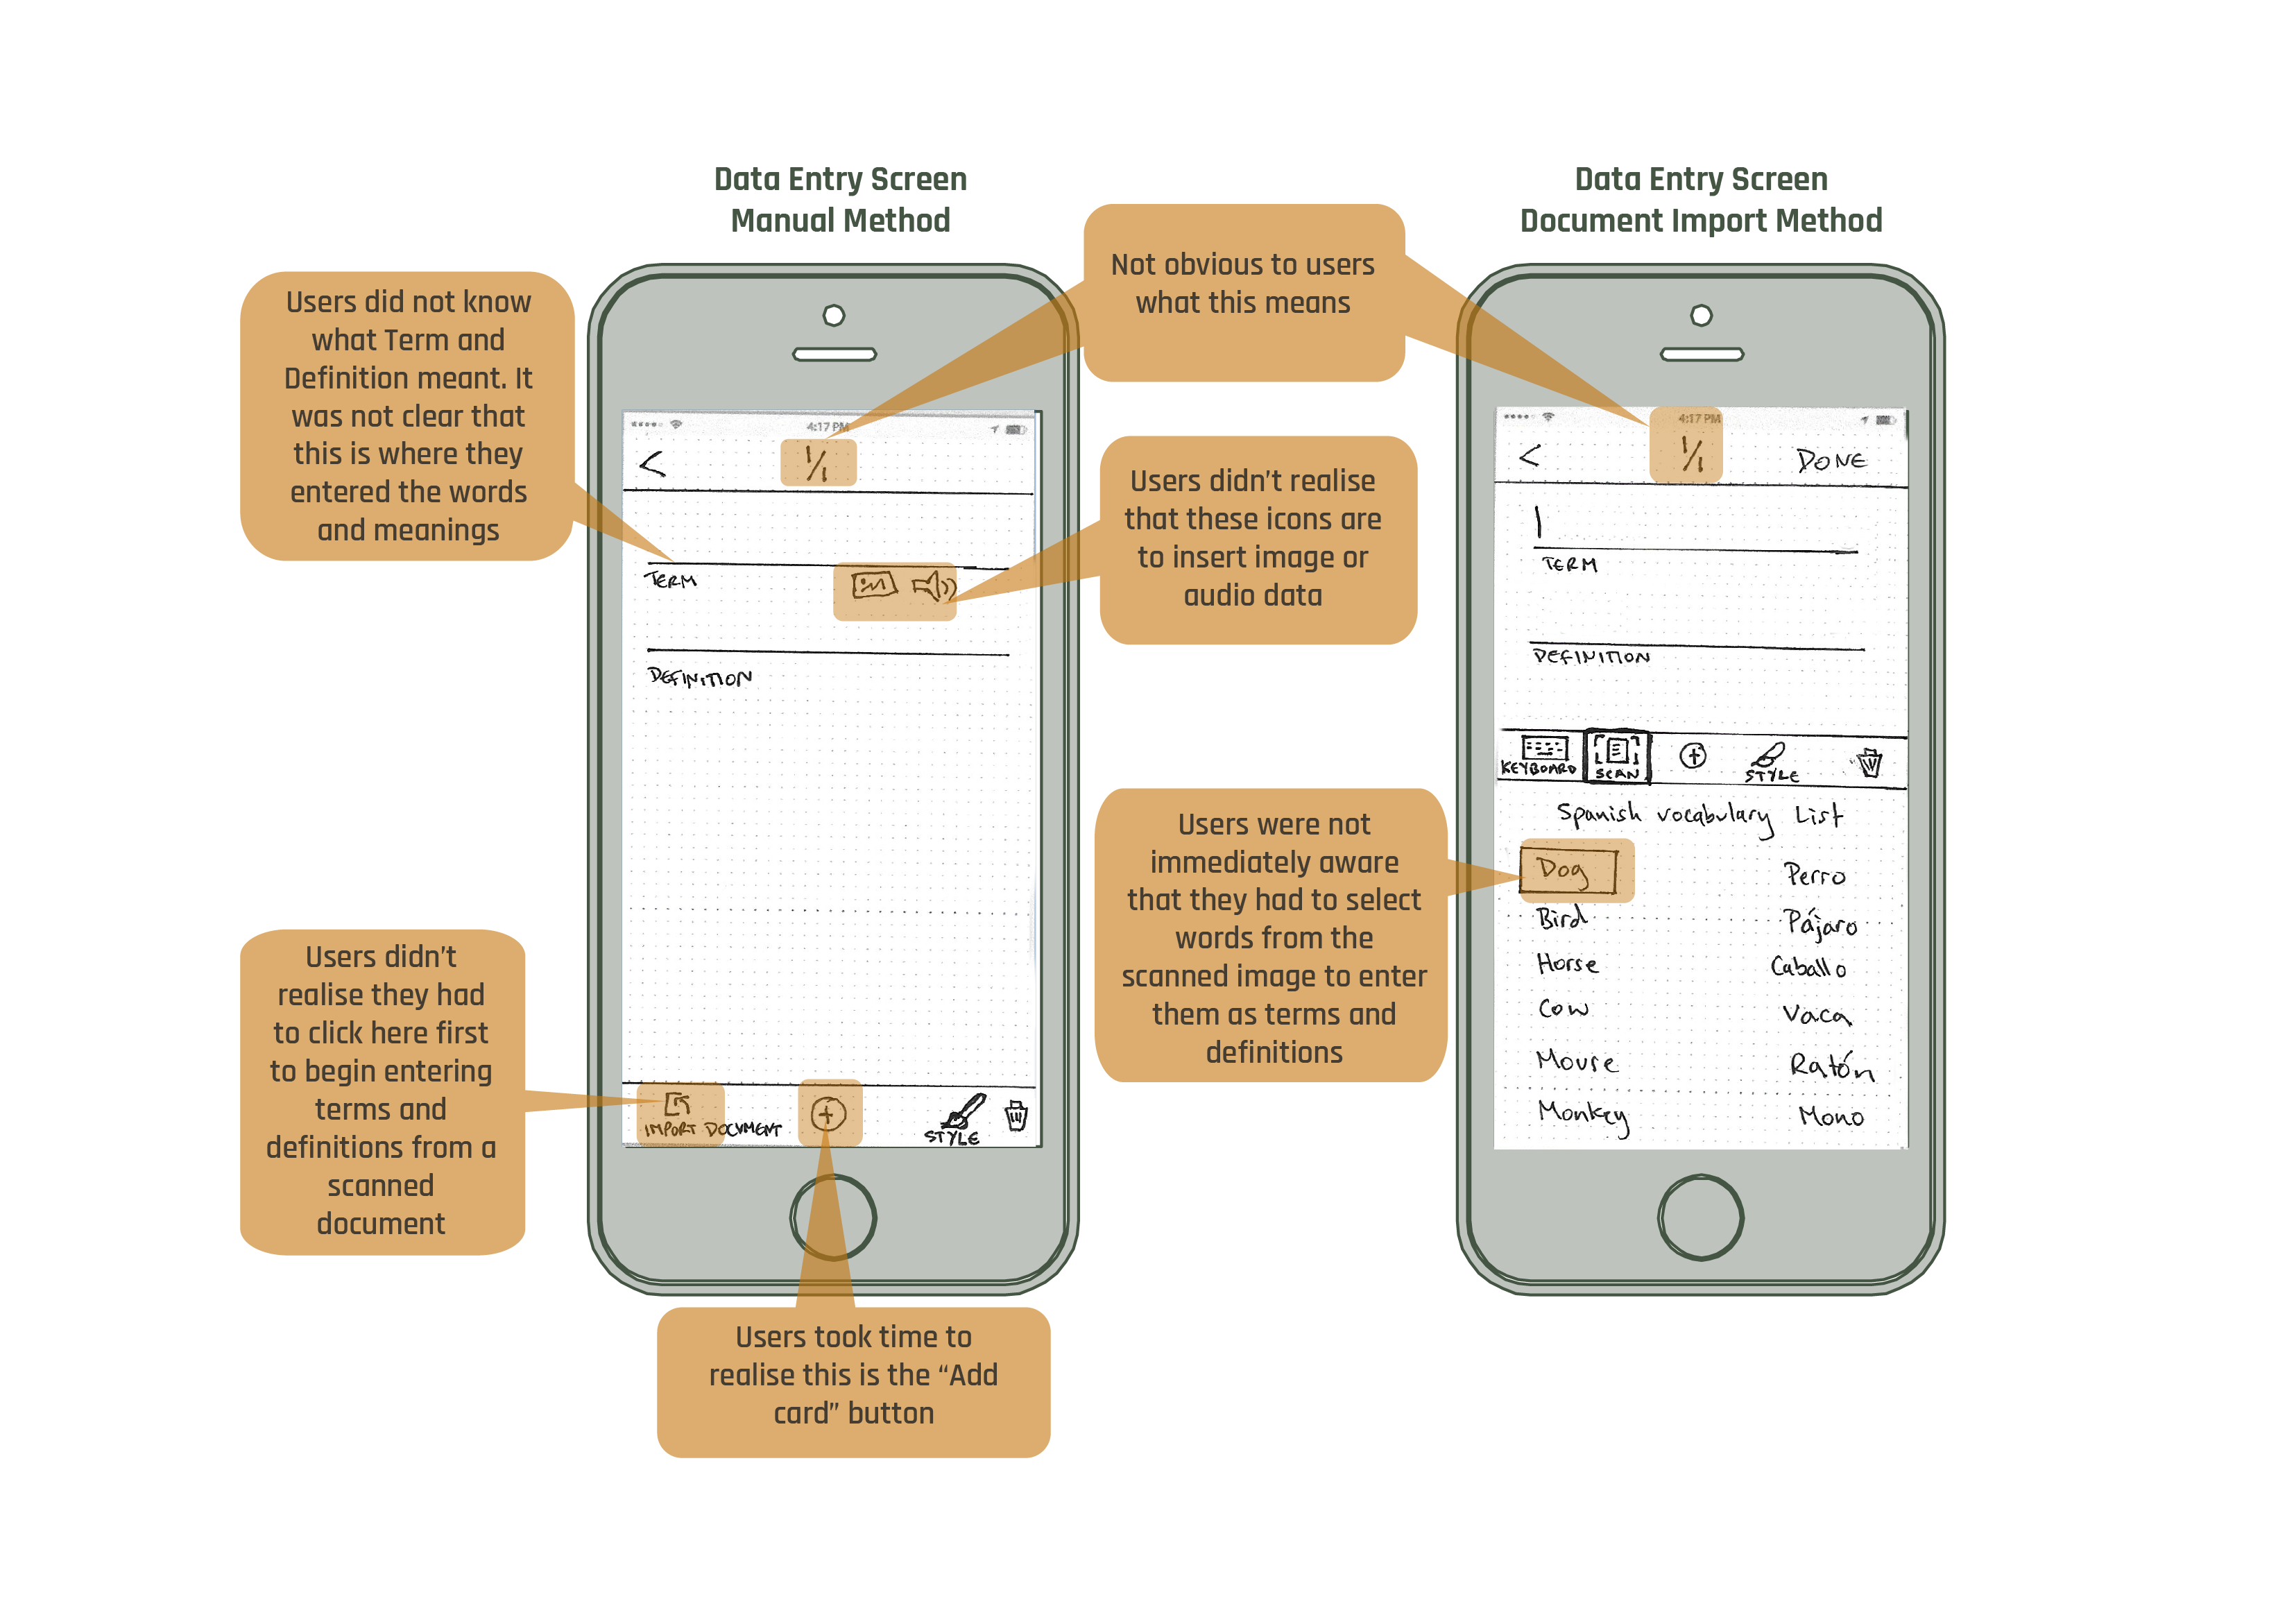 Data Entry Screen
Manual Method
Data Entry Screen
Document Import Method
Users did not know
what Term and
Definition meant. It
was not clear that
this is where they
entered the words
and meanings
Not obvious to users
what this means
Users didn't realise
that these icons are
to insert image or
audio data
Users didn't
realise they had
to click here first
to begin entering
terms and
definitions from a
scanned
document
Users took time to
realise this is the “Add
card” button
Users were not
immediately aware
that they had to select
words from the
scanned image to enter
them as terms and
definitions
4:17 PM
1/1
TERM
DEFINITION
IMPORT DOCUMENT
STYLE
4:17 PM
1/1
DONE
TERM
DEFINITION
KEYBOARD
SCAN
STYLE
Spanish vocabulary List
Dog Perro
Bird Pájaro
Horse Caballo
Cow Vaca
Mouse Ratón
Monkey Mono